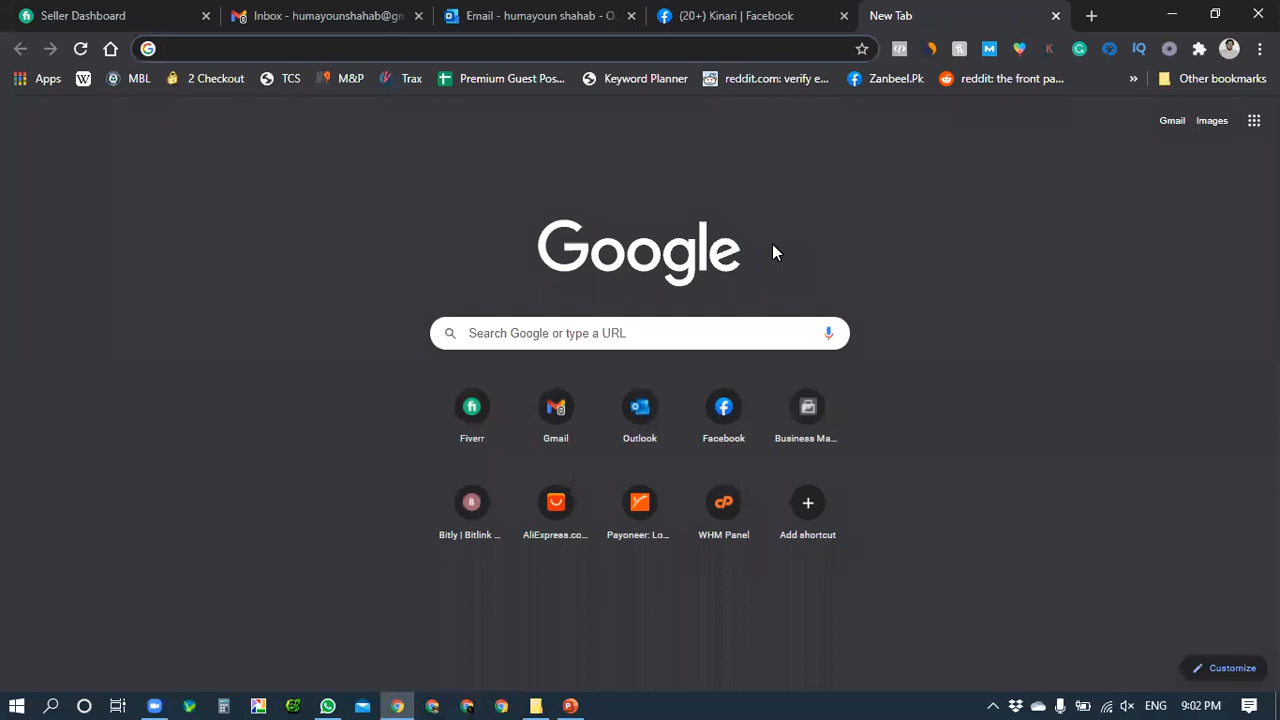 Seller Dashboard
Inbox - humayounshahab@gm
Email - humayoun shahab - O
(20+) Kinari | Facebook
New Tab
Apps
MBL
2 Checkout
TCS
M&P
Trax
Premium Guest Pos...
Keyword Planner
reddit.com: verify e...
Zanbeel.Pk
reddit: the front pa...
Other bookmarks
Gmail
Images
Google
Search Google or type a URL
Fiverr
Gmail
Outlook
Facebook
Business Ma...
Bitly | Bitlink ...
AliExpress.co...
Payoneer: Lo...
WHM Panel
Add shortcut
Customize
ENG
9:02 PM